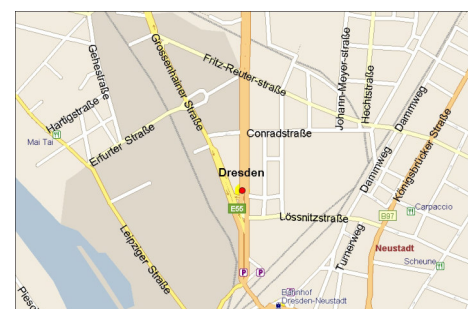 Gehestraße
Grossenhainer Straße
Fritz-Reuter-straße
Johann-Meyer-straße
Hechtstraße
Dammweg
Königsbrücker Straße
Hartigstraße
Mai Tai
Erfurter Straße
Conradstraße
Dammweg
Dresden
E55
Lössnitzstraße
B97
Carpaccio
Leipziger Straße
Turnerweg
Neustadt
Scheune
P
P
Bahnhof
Dresden-Neustadt
Piesc